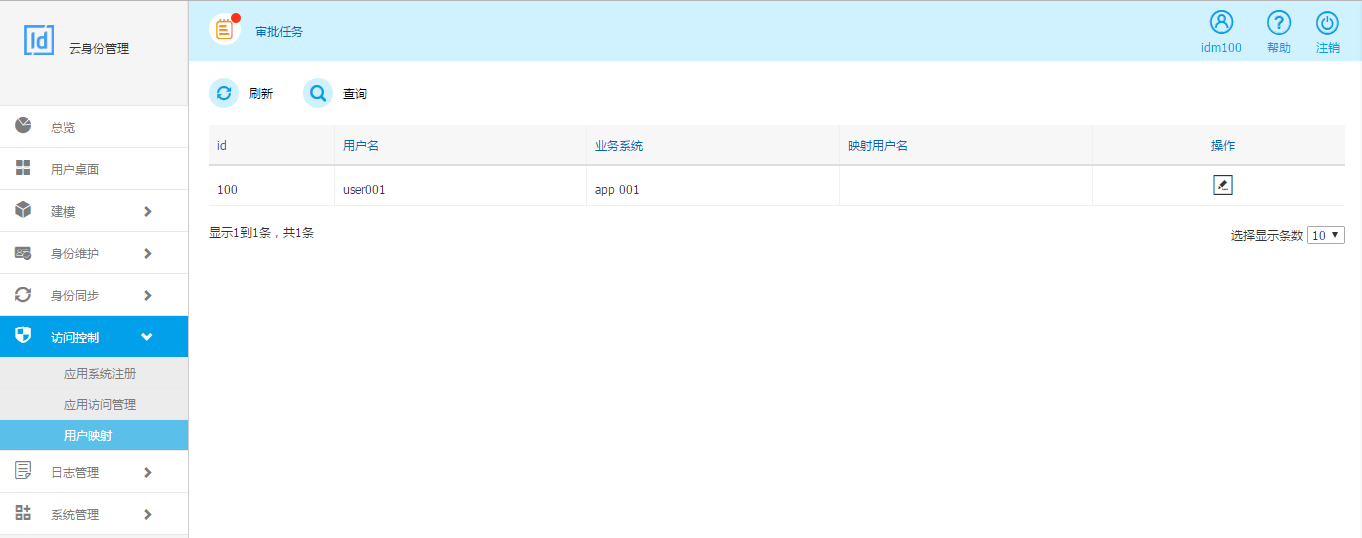 Id
云身份管理
审批任务
idm100
帮助
注销
总览
用户桌面
建模
身份维护
身份同步
访问控制
应用系统注册
应用访问管理
用户映射
日志管理
系统管理
刷新
查询
id 用户名 业务系统 映射用户名 操作
100 user001 app 001
显示1到1条，共1条
选择显示条数 10